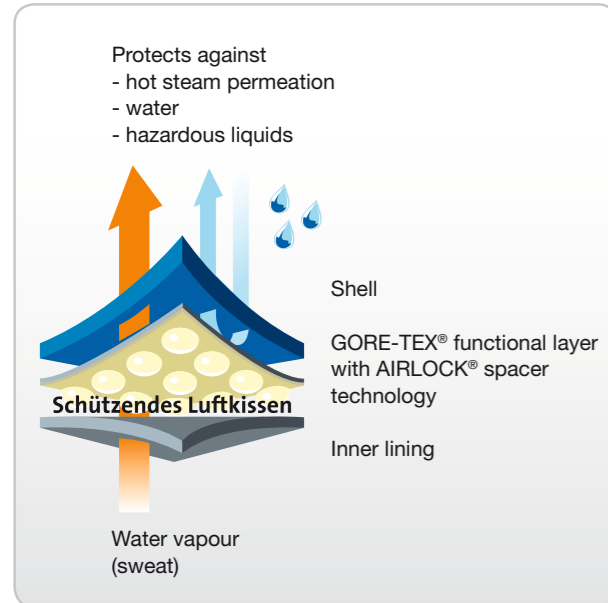 Protects against
- hot steam permeation
- water
- hazardous liquids
Shell
GORE-TEX® functional layer
with AIRLOCK® spacer
technology
Schützendes Luftkissen
Inner lining
Water vapour
(sweat)